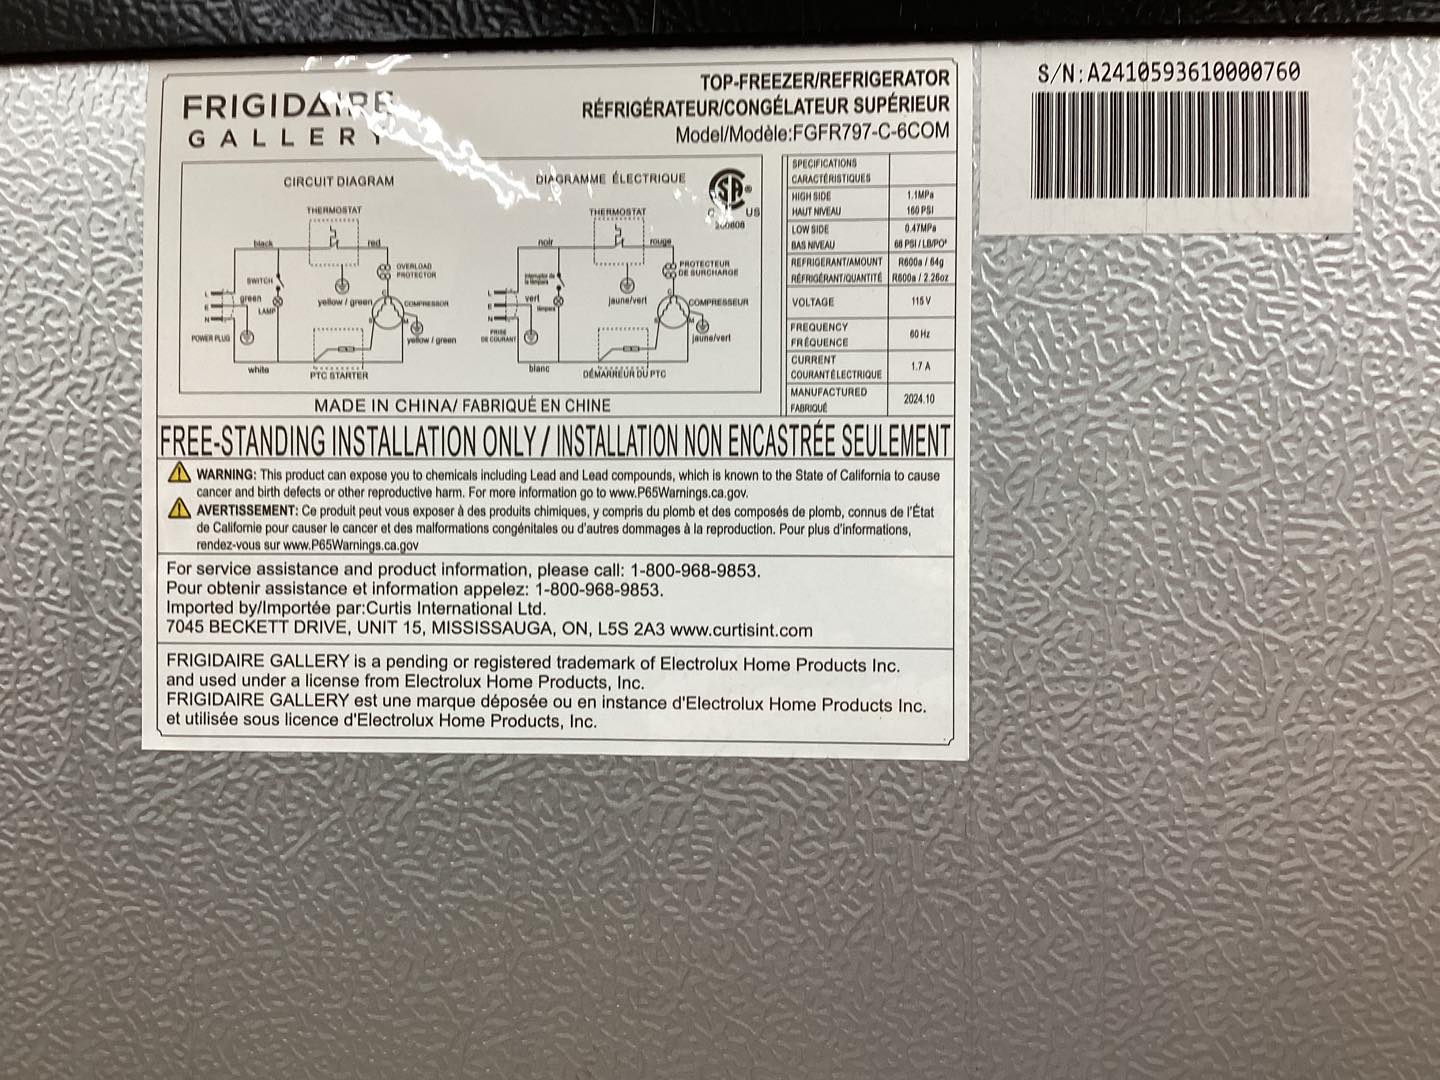 FRIGIDAIRE
GALLERY
TOP-FREEZER/REFRIGERATOR
RÉFRIGÉRATEUR/CONGÉLATEUR SUPÉRIEUR
Model/Modèle:FGFR797-C-6COM
S/N:A2410593610000760
CIRCUIT DIAGRAM
THERMOSTAT
black
red
OVERLOAD
PROTECTOR
SWITCH
green
LAMP
yellow / green
COMPRESSOR
L
E
N
C
S
M
POWER PLUG
yellow / green
white
PTC STARTER
DIAGRAMME ÉLECTRIQUE
THERMOSTAT
noir
rouge
PROTECTEUR
DE SURCHARGE
vert
jaune/vert
COMPRESSEUR
L
E
N
C
S
M
PRISE
DE COURANT
jaune/vert
blanc
DÉMARREUR DU PTC
SA
C US
MADE IN CHINA/ FABRIQUÉ EN CHINE
SPECIFICATIONS
CARACTÉRISTIQUES
HIGH SIDE 1.1MPa
HAUT NIVEAU 160 PSI
LOW SIDE 0.47MPa
BAS NIVEAU 68 PSI / LB/PO²
REFRIGERANT/AMOUNT R600a / 64g
RÉFRIGÉRANT/QUANTITÉ R600a / 2.26oz
VOLTAGE 115 V
FREQUENCY
FRÉQUENCE 60 Hz
CURRENT
COURANT ÉLECTRIQUE 1.7 A
MANUFACTURED
FABRIQUÉ 2024.10
FREE-STANDING INSTALLATION ONLY / INSTALLATION NON ENCASTRÉE SEULEMENT
WARNING: This product can expose you to chemicals including Lead and Lead compounds, which is known to the State of California to cause
cancer and birth defects or other reproductive harm. For more information go to www.P65Warnings.ca.gov.
AVERTISSEMENT: Ce produit peut vous exposer à des produits chimiques, y compris du plomb et des composés de plomb, connus de l'État
de Californie pour causer le cancer et des malformations congénitales ou d'autres dommages à la reproduction. Pour plus d'informations,
rendez-vous sur www.P65Warnings.ca.gov
For service assistance and product information, please call: 1-800-968-9853.
Pour obtenir assistance et information appelez: 1-800-968-9853.
Imported by/Importée par:Curtis International Ltd.
7045 BECKETT DRIVE, UNIT 15, MISSISSAUGA, ON, L5S 2A3 www.curtisint.com
FRIGIDAIRE GALLERY is a pending or registered trademark of Electrolux Home Products Inc.
and used under a license from Electrolux Home Products, Inc.
FRIGIDAIRE GALLERY est une marque déposée ou en instance d'Electrolux Home Products Inc.
et utilisée sous licence d'Electrolux Home Products, Inc.